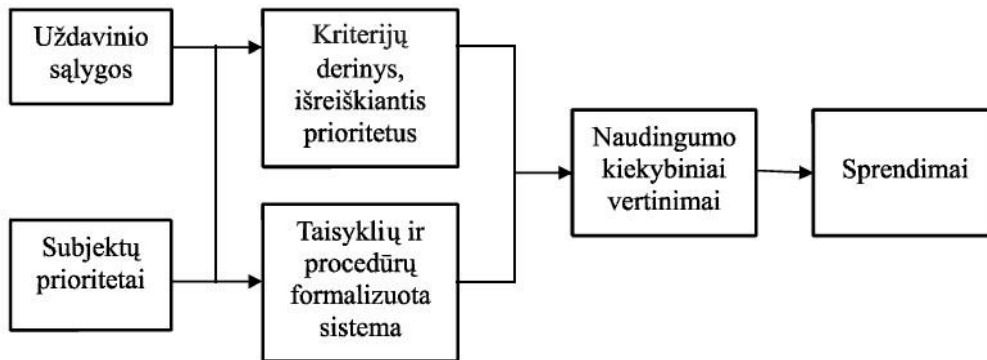 Uždavinio
sąlygos
Kriterijų
derinys,
išreiškiantis
prioritetus
Subjektų
prioritetai
Taisyklių ir
procedūrų
formalizuota
sistema
Naudingumo
kiekybiniai
vertinimai
Sprendimai